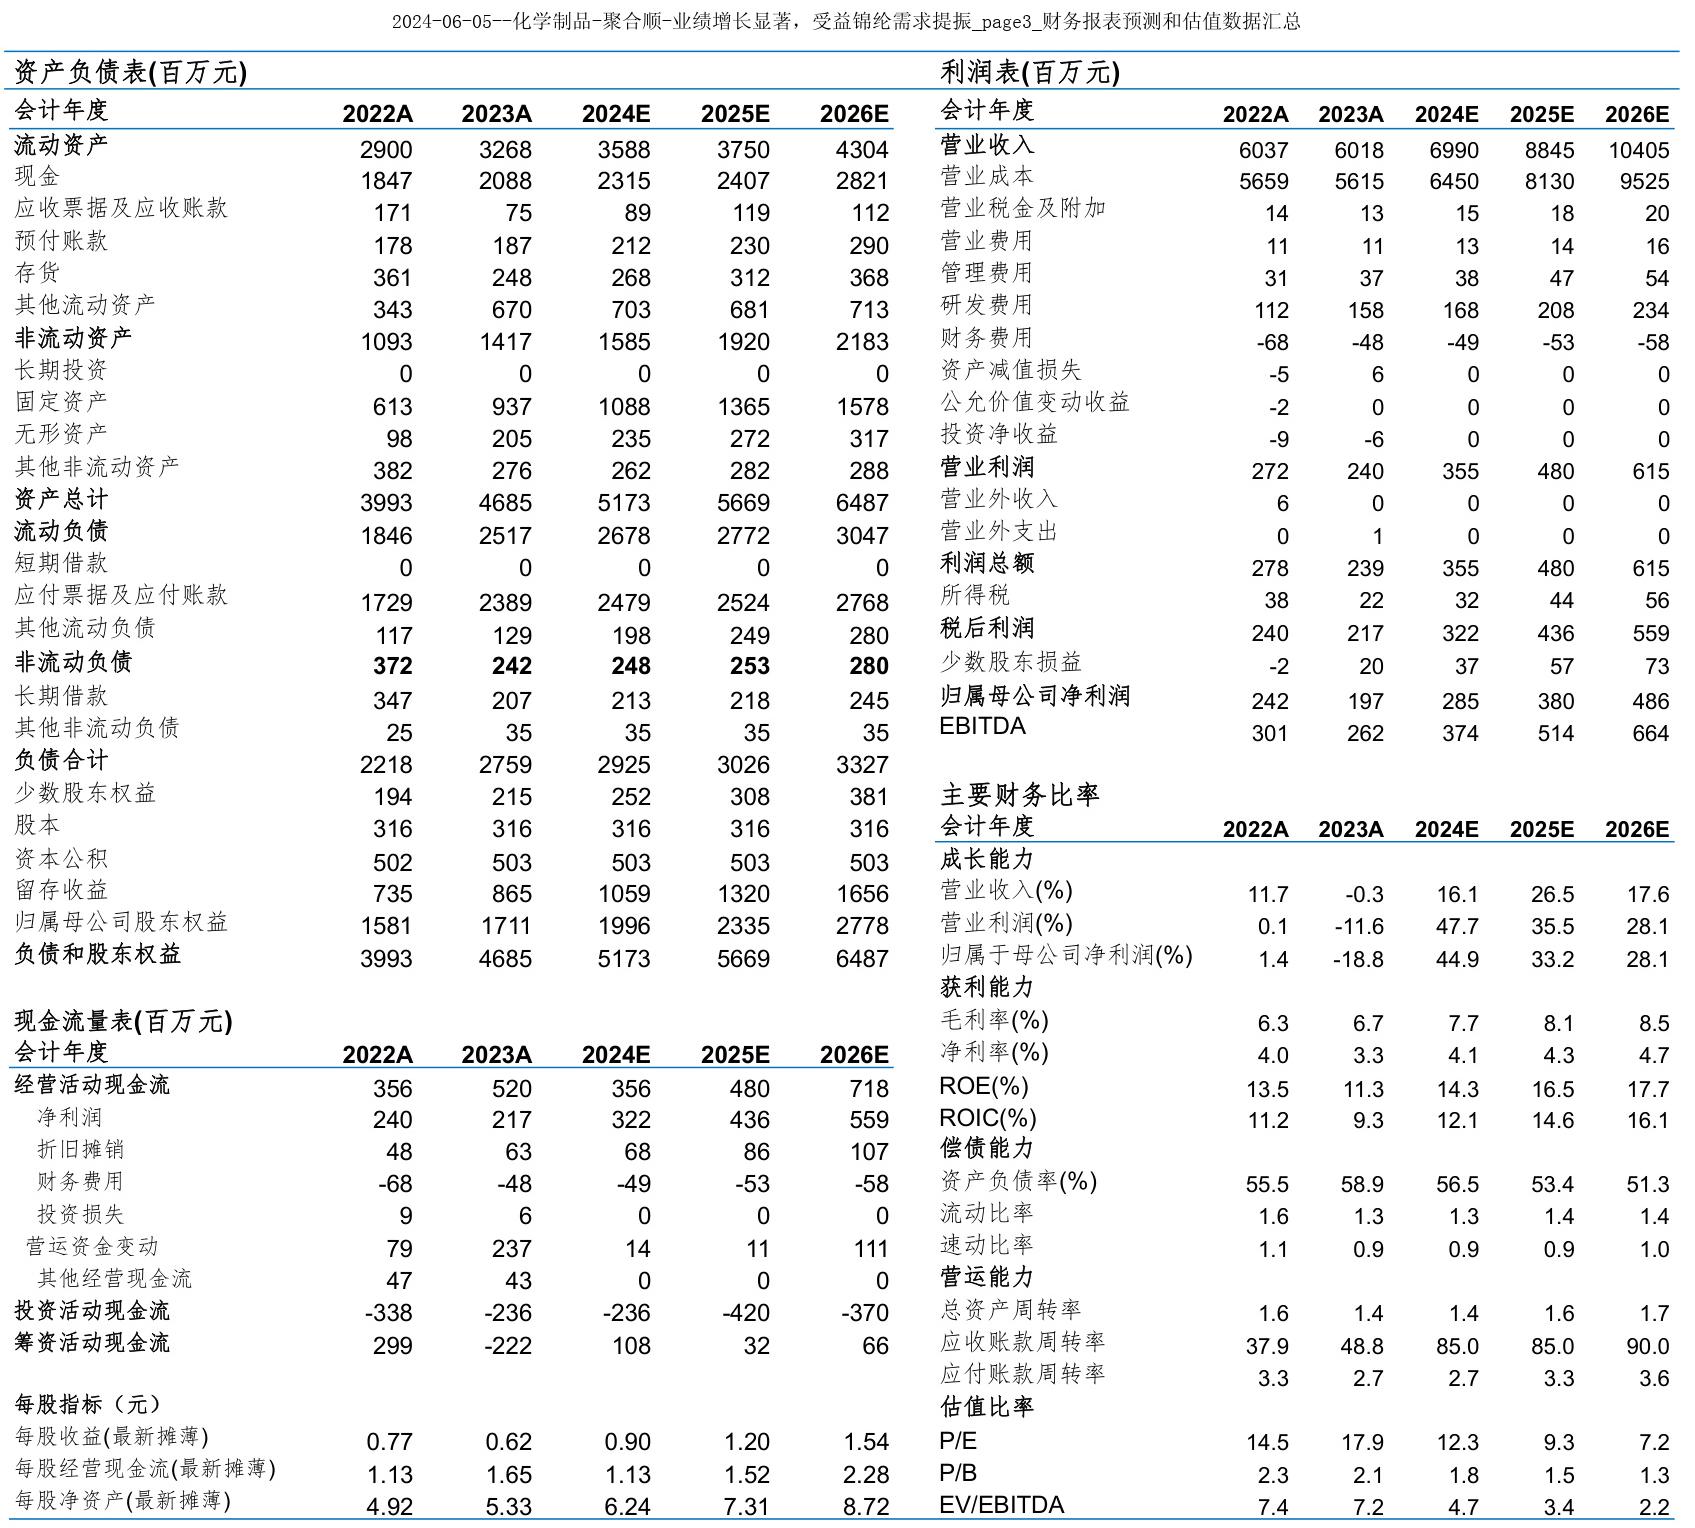 2024-06-05--化学制品-聚合顺-业绩增长显著，受益锦纶需求提振_page3_财务报表预测和估值数据汇总
资产负债表(百万元)
会计年度 2022A 2023A 2024E 2025E 2026E
流动资产 2900 3268 3588 3750 4304
现金 1847 2088 2315 2407 2821
应收票据及应收账款 171 75 89 119 112
预付账款 178 187 212 230 290
存货 361 248 268 312 368
其他流动资产 343 670 703 681 713
非流动资产 1093 1417 1585 1920 2183
长期投资 0 0 0 0 0
固定资产 613 937 1088 1365 1578
无形资产 98 205 235 272 317
其他非流动资产 382 276 262 282 288
资产总计 3993 4685 5173 5669 6487
流动负债 1846 2517 2678 2772 3047
短期借款 0 0 0 0 0
应付票据及应付账款 1729 2389 2479 2524 2768
其他流动负债 117 129 198 249 280
非流动负债 372 242 248 253 280
长期借款 347 207 213 218 245
其他非流动负债 25 35 35 35 35
负债合计 2218 2759 2925 3026 3327
少数股东权益 194 215 252 308 381
股本 316 316 316 316 316
资本公积 502 503 503 503 503
留存收益 735 865 1059 1320 1656
归属母公司股东权益 1581 1711 1996 2335 2778
负债和股东权益 3993 4685 5173 5669 6487
现金流量表(百万元)
会计年度 2022A 2023A 2024E 2025E 2026E
经营活动现金流 356 520 356 480 718
净利润 240 217 322 436 559
折旧摊销 48 63 68 86 107
财务费用 -68 -48 -49 -53 -58
投资损失 9 6 0 0 0
营运资金变动 79 237 14 11 111
其他经营现金流 47 43 0 0 0
投资活动现金流 -338 -236 -236 -420 -370
筹资活动现金流 299 -222 108 32 66
每股指标（元）
每股收益(最新摊薄) 0.77 0.62 0.90 1.20 1.54
每股经营现金流(最新摊薄) 1.13 1.65 1.13 1.52 2.28
每股净资产(最新摊薄) 4.92 5.33 6.24 7.31 8.72
利润表(百万元)
会计年度 2022A 2023A 2024E 2025E 2026E
营业收入 6037 6018 6990 8845 10405
营业成本 5659 5615 6450 8130 9525
营业税金及附加 14 13 15 18 20
营业费用 11 11 13 14 16
管理费用 31 37 38 47 54
研发费用 112 158 168 208 234
财务费用 -68 -48 -49 -53 -58
资产减值损失 -5 6 0 0 0
公允价值变动收益 -2 0 0 0 0
投资净收益 -9 -6 0 0 0
营业利润 272 240 355 480 615
营业外收入 6 0 0 0 0
营业外支出 0 1 0 0 0
利润总额 278 239 355 480 615
所得税 38 22 32 44 56
税后利润 240 217 322 436 559
少数股东损益 -2 20 37 57 73
归属母公司净利润 242 197 285 380 486
EBITDA 301 262 374 514 664
主要财务比率
会计年度 2022A 2023A 2024E 2025E 2026E
成长能力
营业收入(%) 11.7 -0.3 16.1 26.5 17.6
营业利润(%) 0.1 -11.6 47.7 35.5 28.1
归属于母公司净利润(%) 1.4 -18.8 44.9 33.2 28.1
获利能力
毛利率(%) 6.3 6.7 7.7 8.1 8.5
净利率(%) 4.0 3.3 4.1 4.3 4.7
ROE(%) 13.5 11.3 14.3 16.5 17.7
ROIC(%) 11.2 9.3 12.1 14.6 16.1
偿债能力
资产负债率(%) 55.5 58.9 56.5 53.4 51.3
流动比率 1.6 1.3 1.3 1.4 1.4
速动比率 1.1 0.9 0.9 0.9 1.0
营运能力
总资产周转率 1.6 1.4 1.4 1.6 1.7
应收账款周转率 37.9 48.8 85.0 85.0 90.0
应付账款周转率 3.3 2.7 2.7 3.3 3.6
估值比率
P/E 14.5 17.9 12.3 9.3 7.2
P/B 2.3 2.1 1.8 1.5 1.3
EV/EBITDA 7.4 7.2 4.7 3.4 2.2